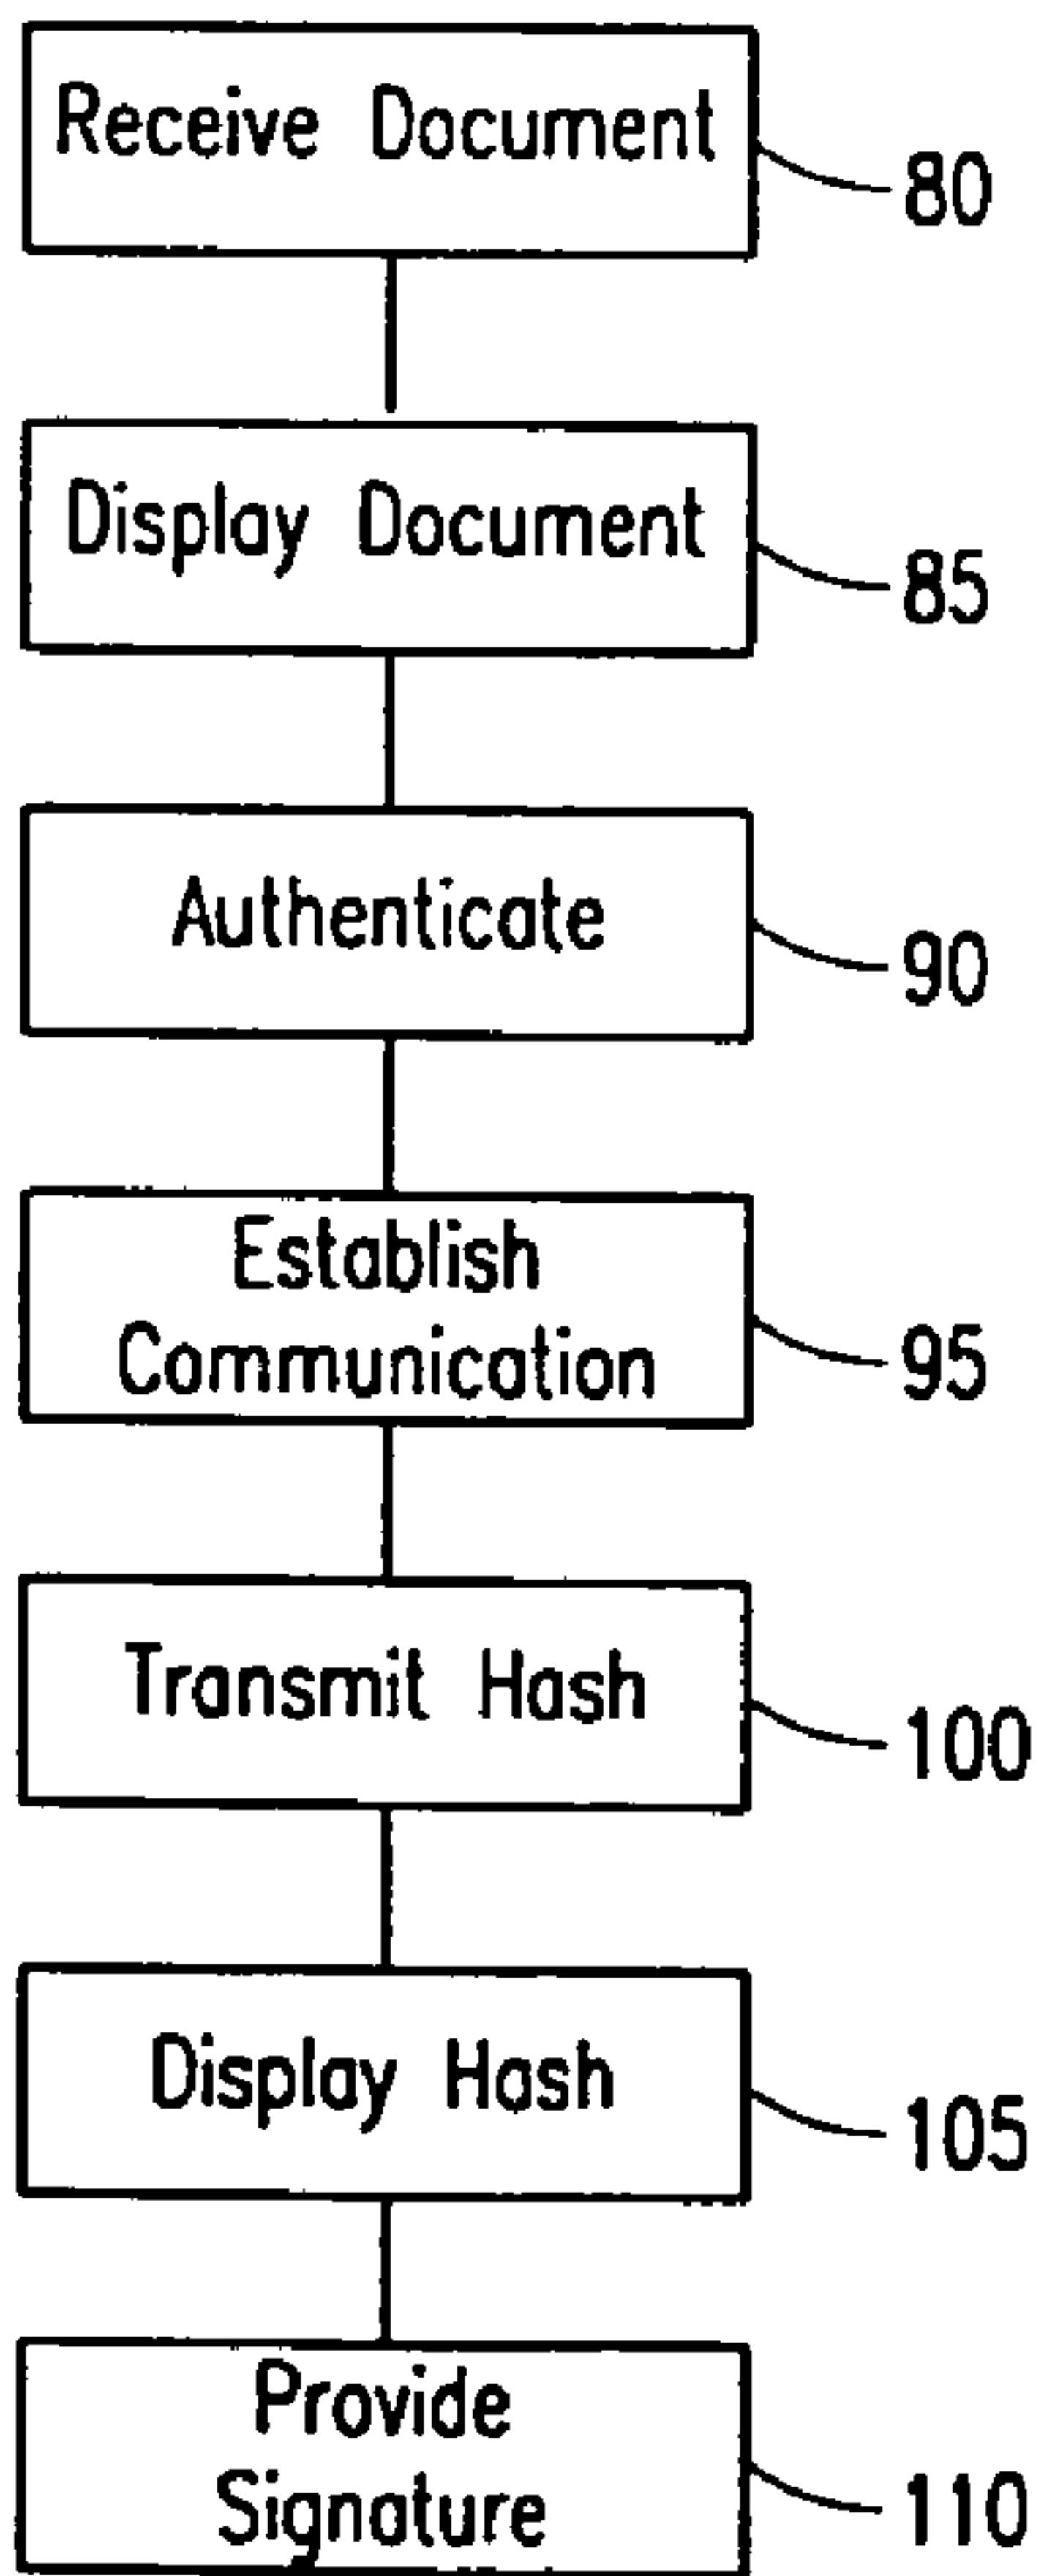 Receive Document
80
Display Document
85
Authenticate
90
Establish
Communication
95
Transmit Hash
100
Display Hash
105
Provide
Signature
110